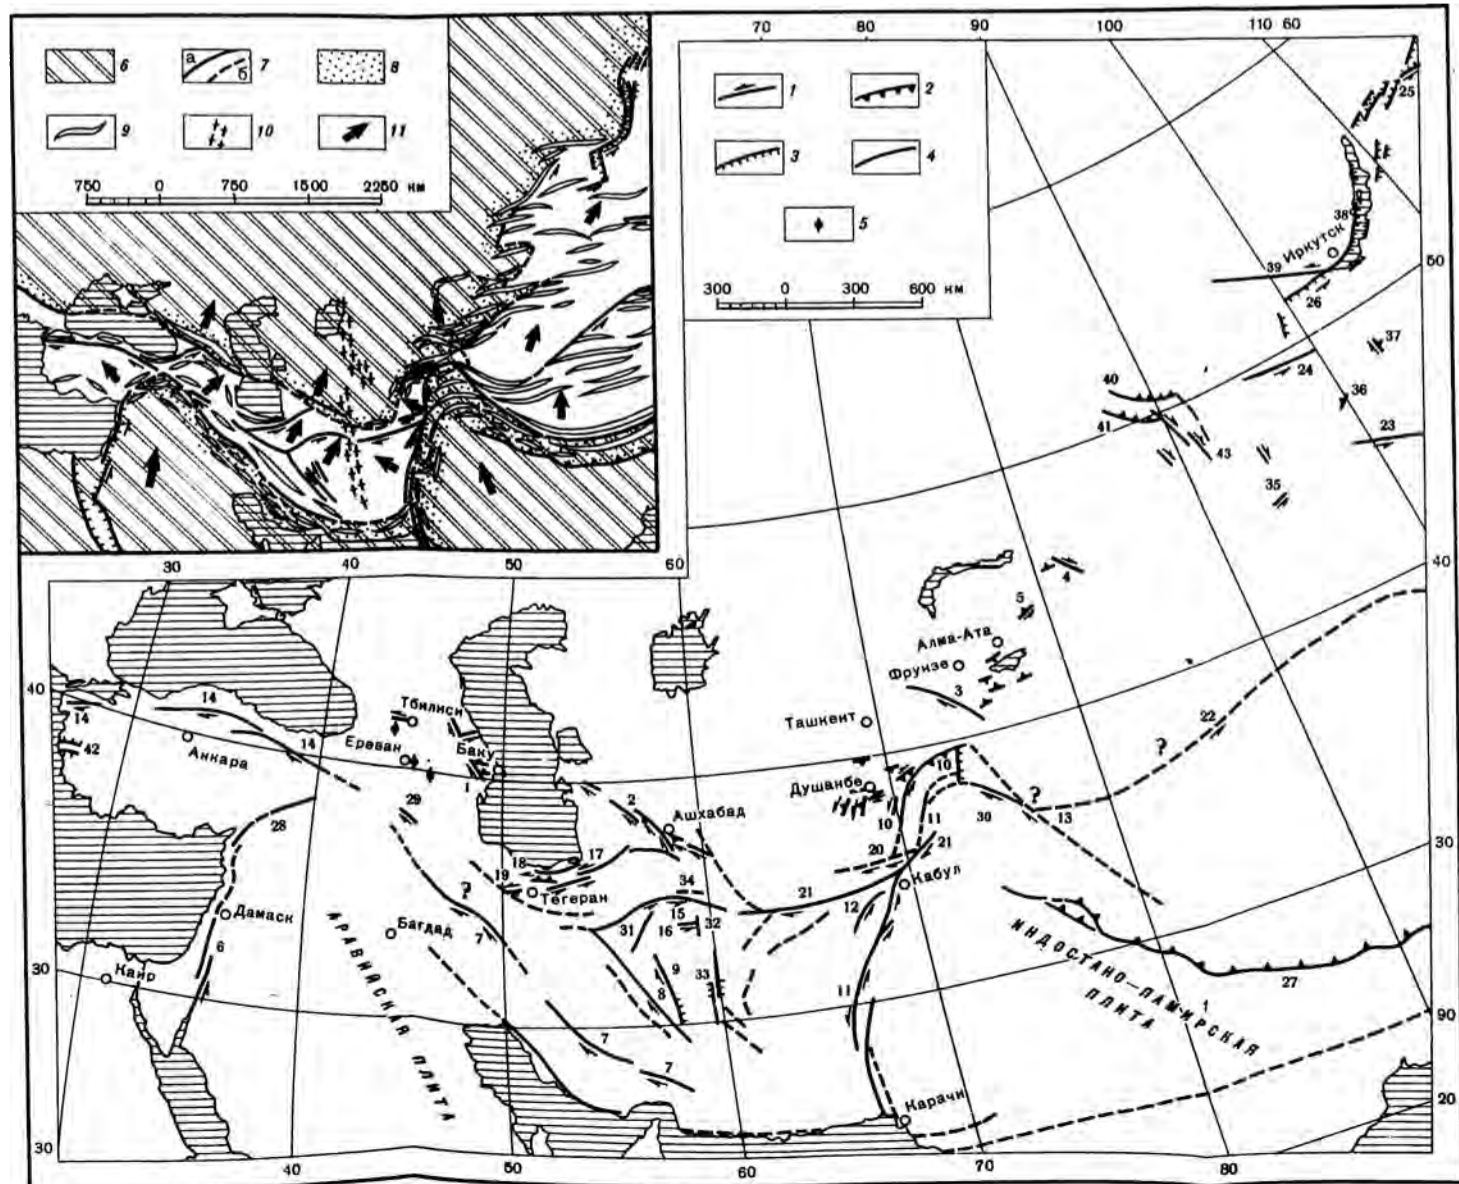 70 80 90 100 110 60
6
а б 7
8
9
10
11
750 0 750 1500 2250 км
1
2
3
4
5
300 0 300 600 км
25
38
Иркутск
39
26
50
37
24
40
36
41
23
43
35
30 40 50 60
40
4
5
Алма-Ата
Фрунзе
3
Ташкент
22
?
40
14
14
Тбилиси
42
Анкара
14
Ереван
Баку
1
2
Ашхабад
Душанбе
10
10
11
30
?
13
29
28
18
17
20
21
30
19
Тегеран
34
21
Кабул
?
15
12
Дамаск
Багдад
7
31
16
32
6
АРАВИЙСКАЯ ПЛИТА
ИНДОСТАНО-ПАМИРСКАЯ
ПЛИТА
27
30
Каир
9
33
8
11
90
7
7
Карачи
20
30
40 50 60 70 80